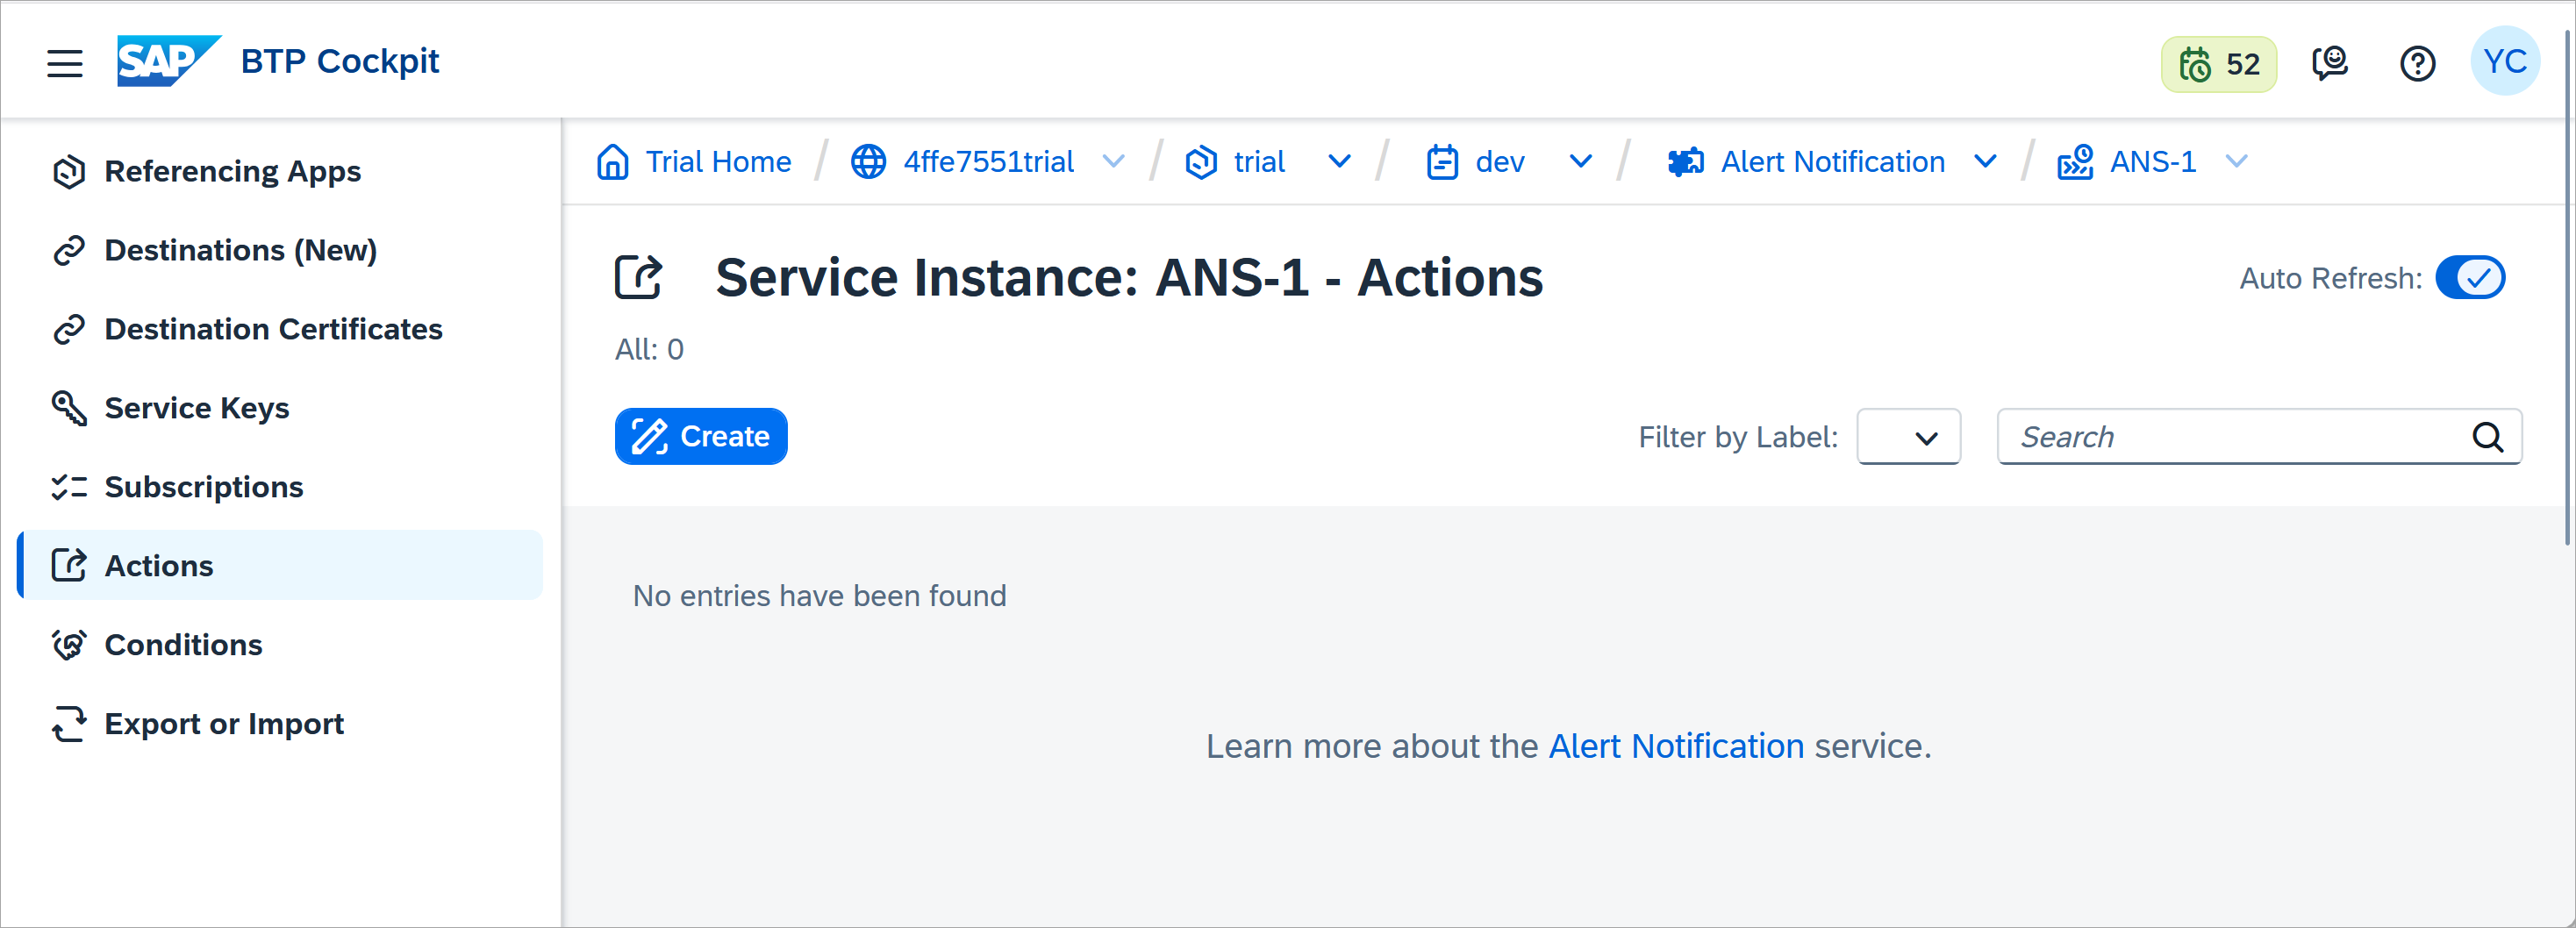 SAP BTP Cockpit 52 YC
Referencing Apps
Destinations (New)
Destination Certificates
Service Keys
Subscriptions
Actions
Conditions
Export or Import
Trial Home / 4ffe7551trial / trial / dev / Alert Notification / ANS-1
Service Instance: ANS-1 - Actions
Auto Refresh:
All: 0
Create
Filter by Label:
Search
No entries have been found
Learn more about the Alert Notification service.